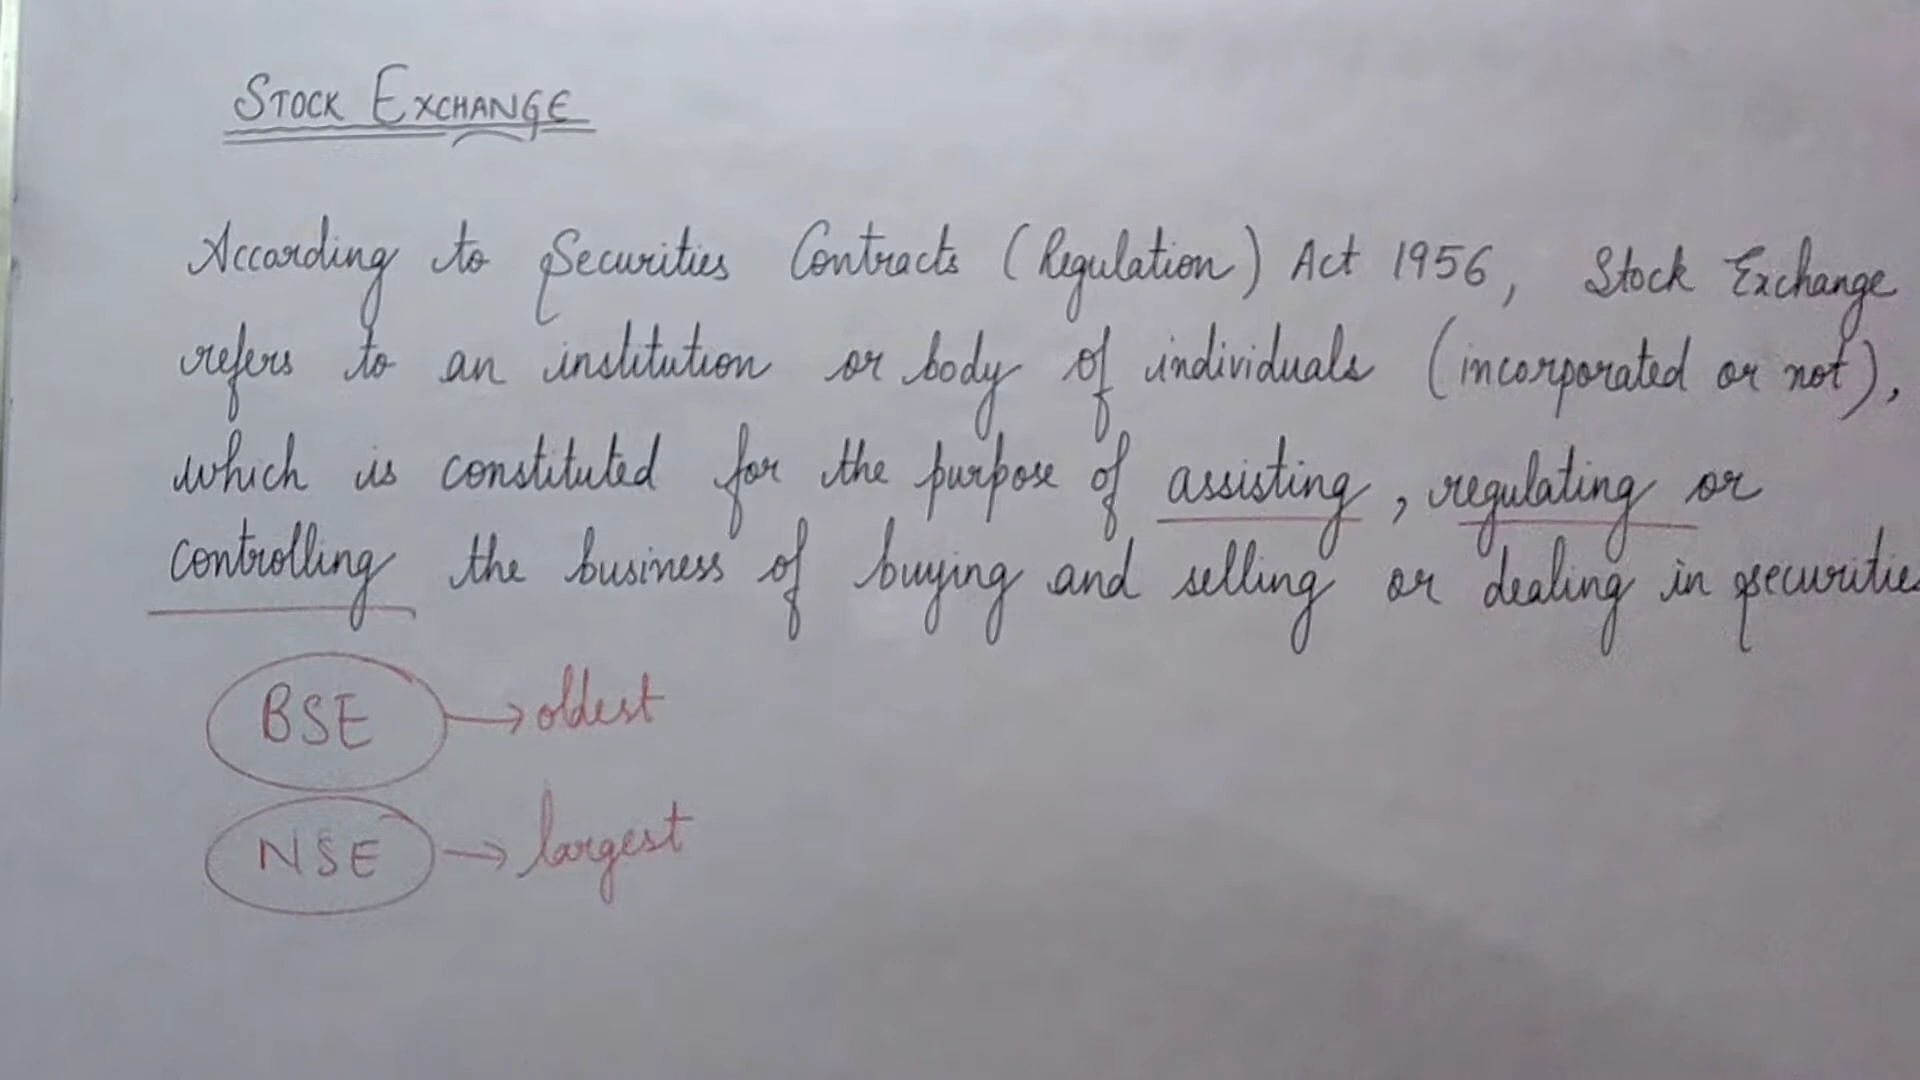 STOCK EXCHANGE
According to Securities Contracts (Regulation) Act 1956, Stock Exchange
refers to an institution or body of individuals (incorporated or not),
which is constituted for the purpose of assisting, regulating or
controlling the business of buying and selling or dealing in securities
BSE → oldest
NSE → largest